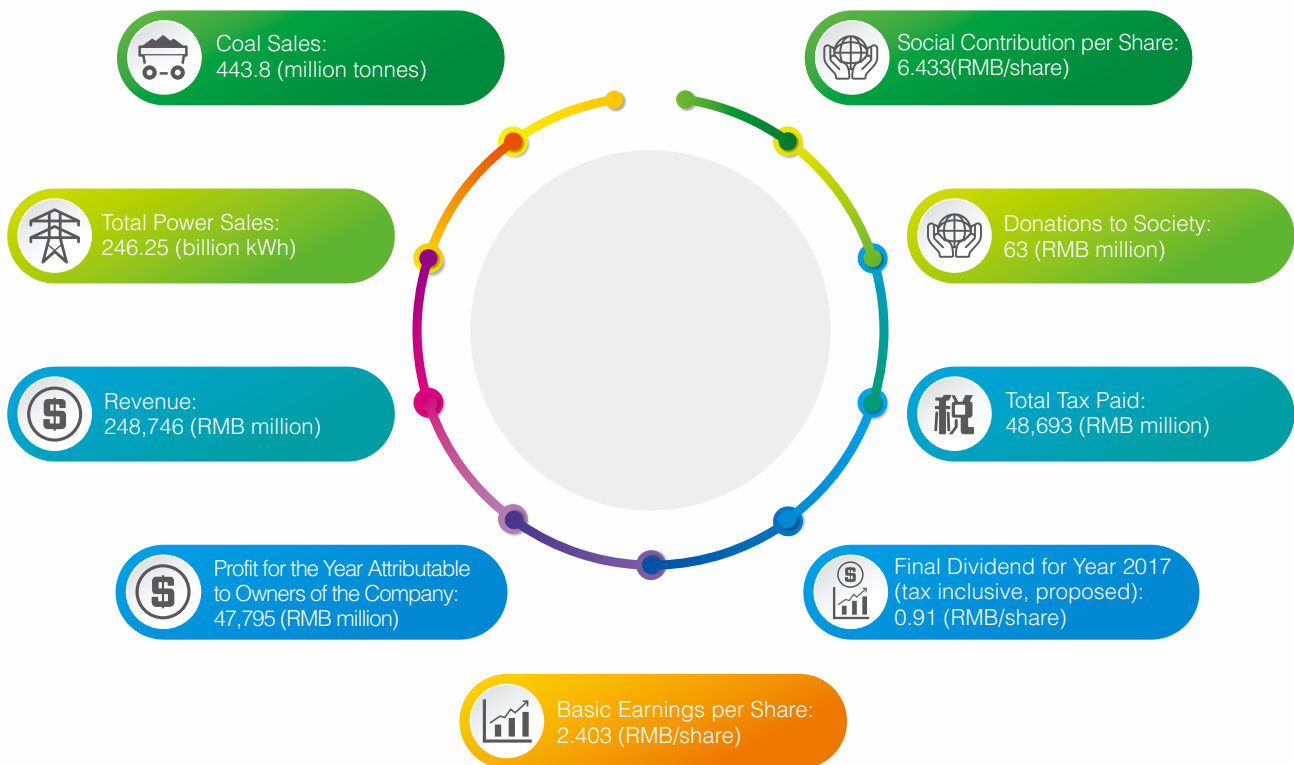 Coal Sales:
443.8 (million tonnes)
Social Contribution per Share:
6.433(RMB/share)
Total Power Sales:
246.25 (billion kWh)
Donations to Society:
63 (RMB million)
$
Revenue:
248,746 (RMB million)
税
Total Tax Paid:
48,693 (RMB million)
$
Profit for the Year Attributable
to Owners of the Company:
47,795 (RMB million)
$
Final Dividend for Year 2017
(tax inclusive, proposed):
0.91 (RMB/share)
Basic Earnings per Share:
2.403 (RMB/share)